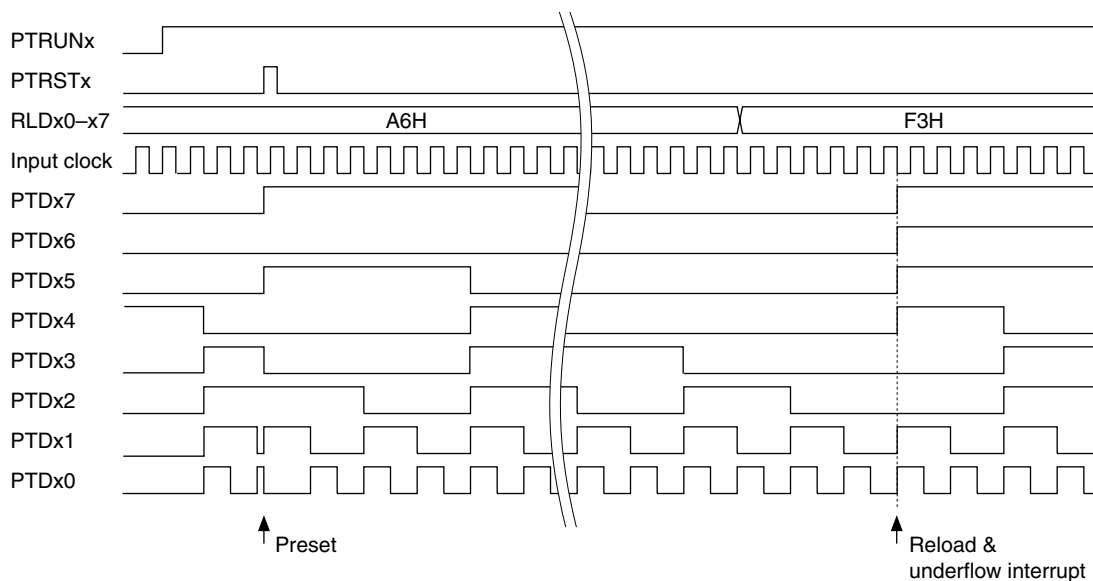 PTRUNx
PTRSTx
RLDx0–x7
A6H
F3H
Input clock
PTDx7
PTDx6
PTDx5
PTDx4
PTDx3
PTDx2
PTDx1
PTDx0
Preset
Reload &
underflow interrupt